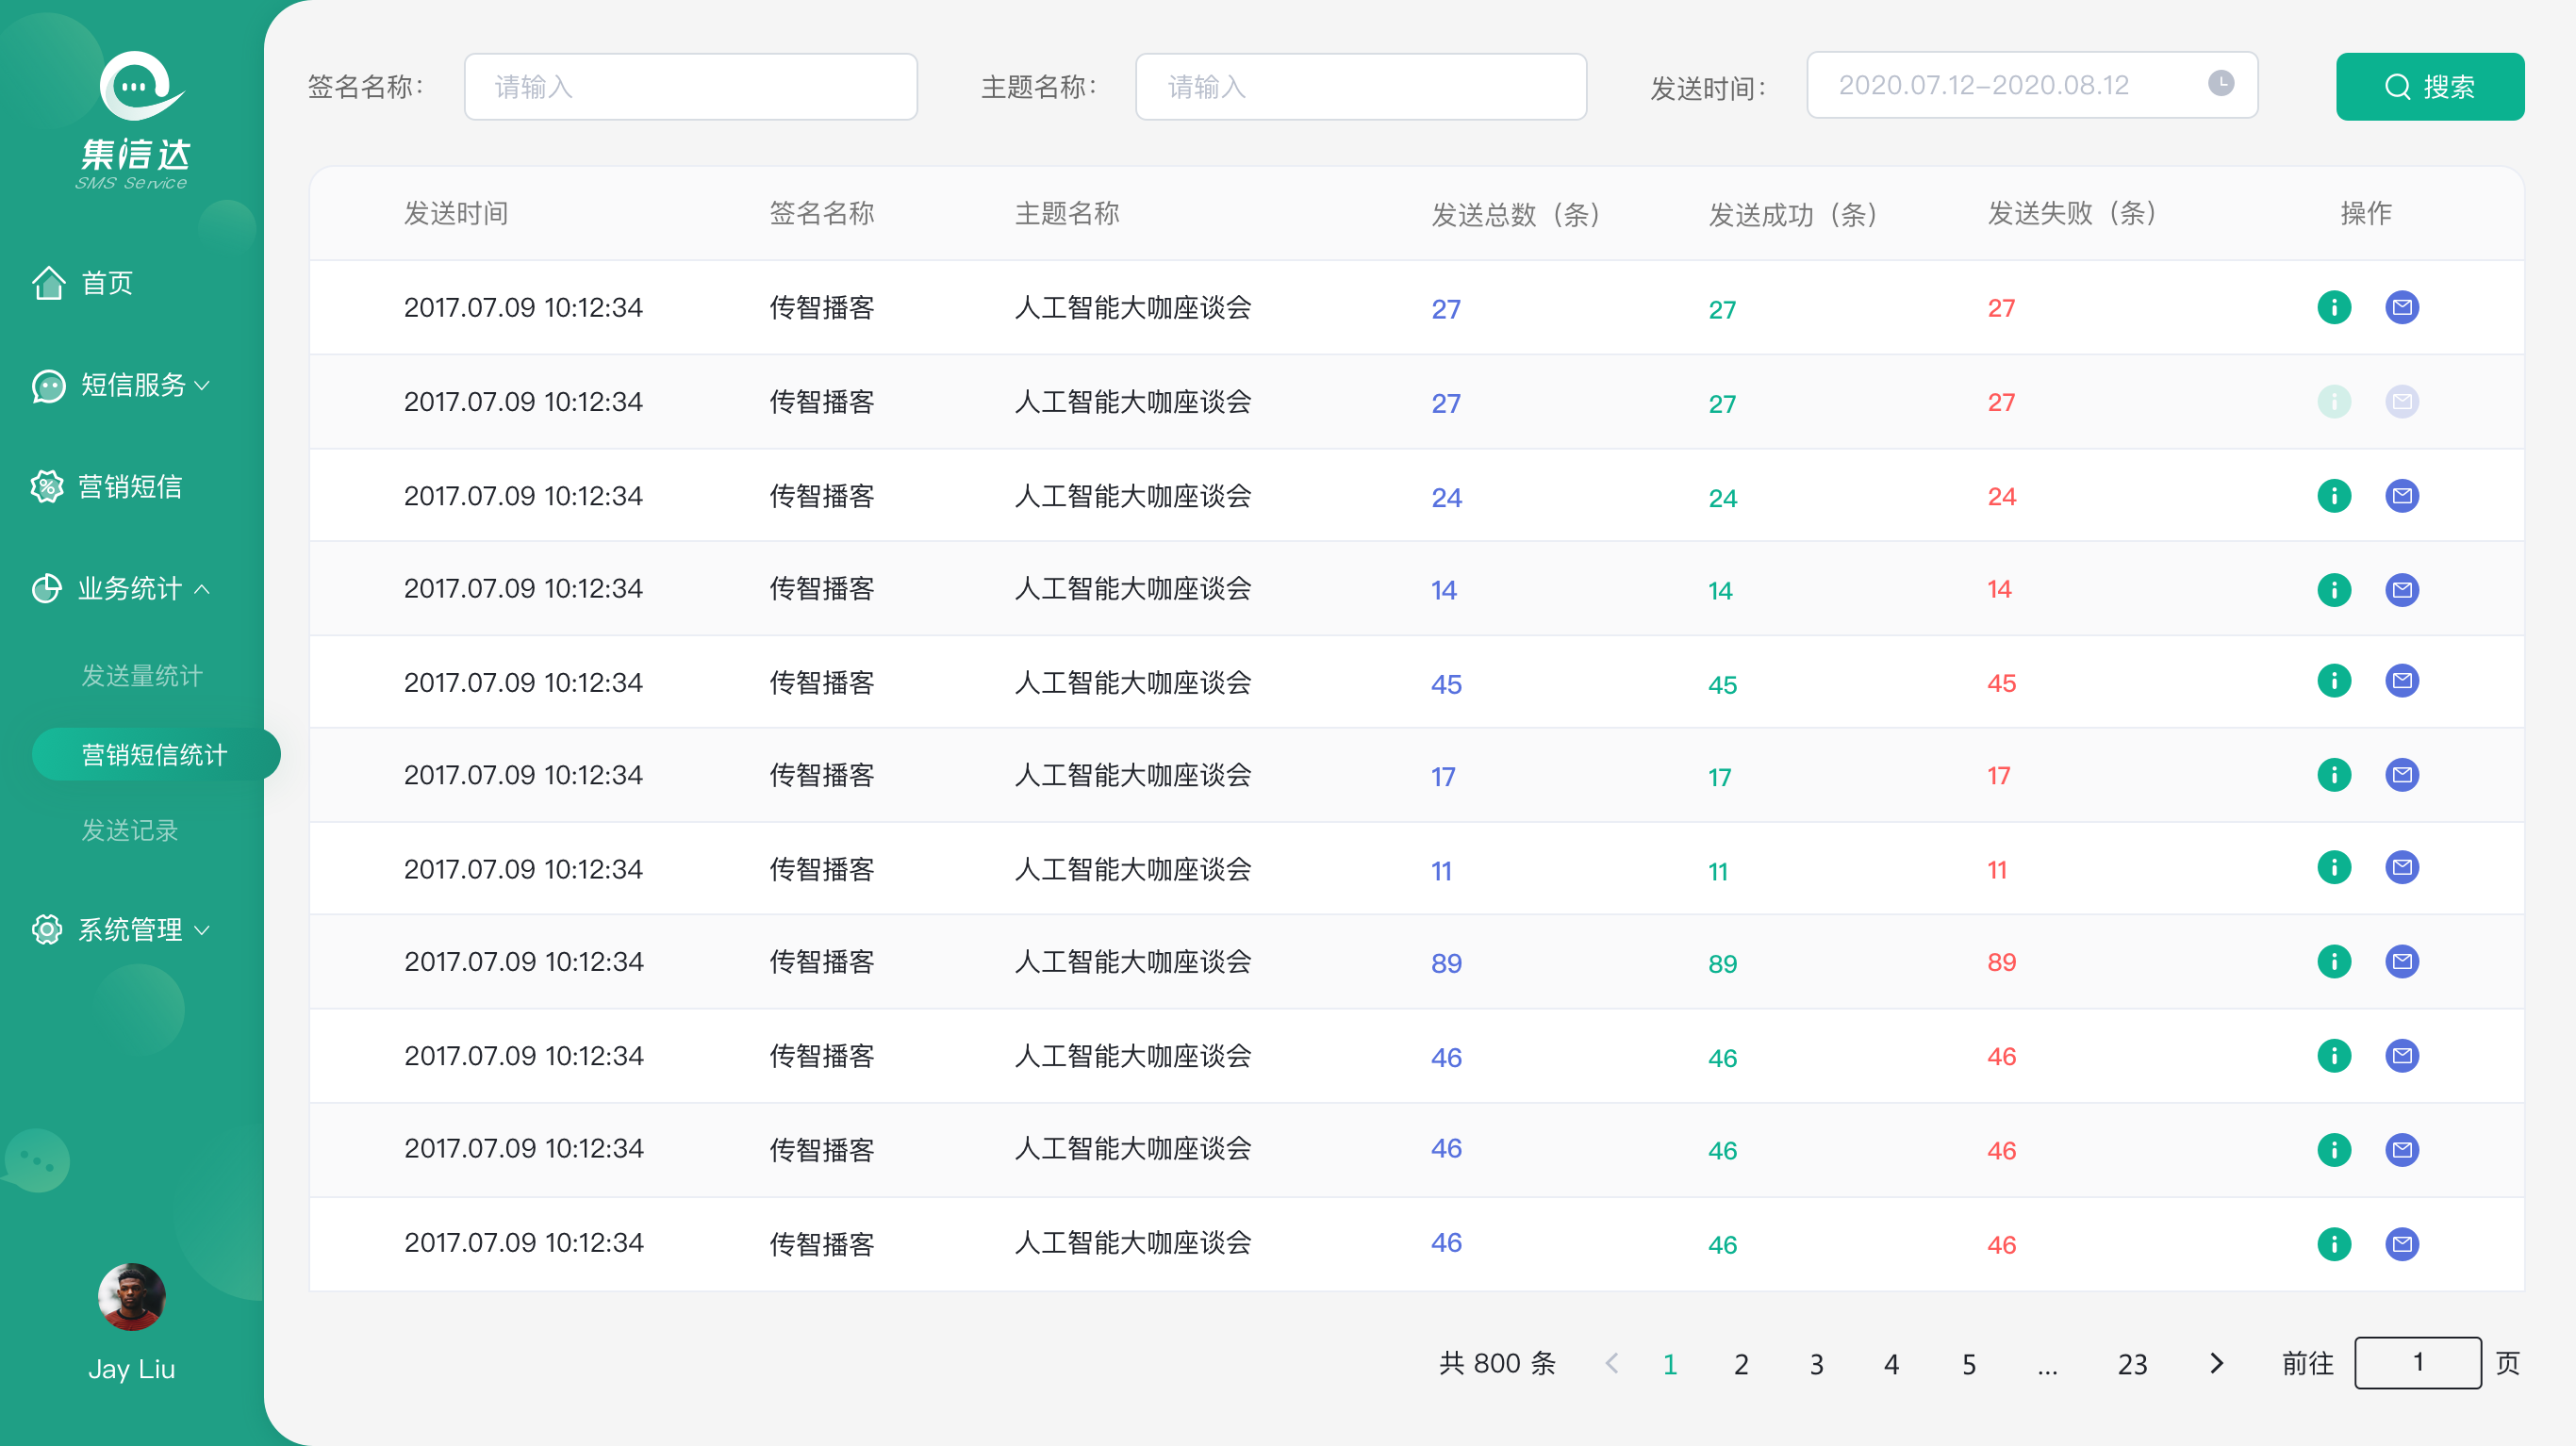 集信达
SMS Service
首页
短信服务
营销短信
业务统计
发送量统计
营销短信统计
发送记录
系统管理
Jay Liu
签名名称： 请输入 主题名称： 请输入 发送时间： 2020.07.12-2020.08.12 搜索
发送时间 签名名称 主题名称 发送总数（条） 发送成功（条） 发送失败（条） 操作
2017.07.09 10:12:34 传智播客 人工智能大咖座谈会 27 27 27
2017.07.09 10:12:34 传智播客 人工智能大咖座谈会 27 27 27
2017.07.09 10:12:34 传智播客 人工智能大咖座谈会 24 24 24
2017.07.09 10:12:34 传智播客 人工智能大咖座谈会 14 14 14
2017.07.09 10:12:34 传智播客 人工智能大咖座谈会 45 45 45
2017.07.09 10:12:34 传智播客 人工智能大咖座谈会 17 17 17
2017.07.09 10:12:34 传智播客 人工智能大咖座谈会 11 11 11
2017.07.09 10:12:34 传智播客 人工智能大咖座谈会 89 89 89
2017.07.09 10:12:34 传智播客 人工智能大咖座谈会 46 46 46
2017.07.09 10:12:34 传智播客 人工智能大咖座谈会 46 46 46
2017.07.09 10:12:34 传智播客 人工智能大咖座谈会 46 46 46
共 800 条 1 2 3 4 5 ... 23 前往 1 页